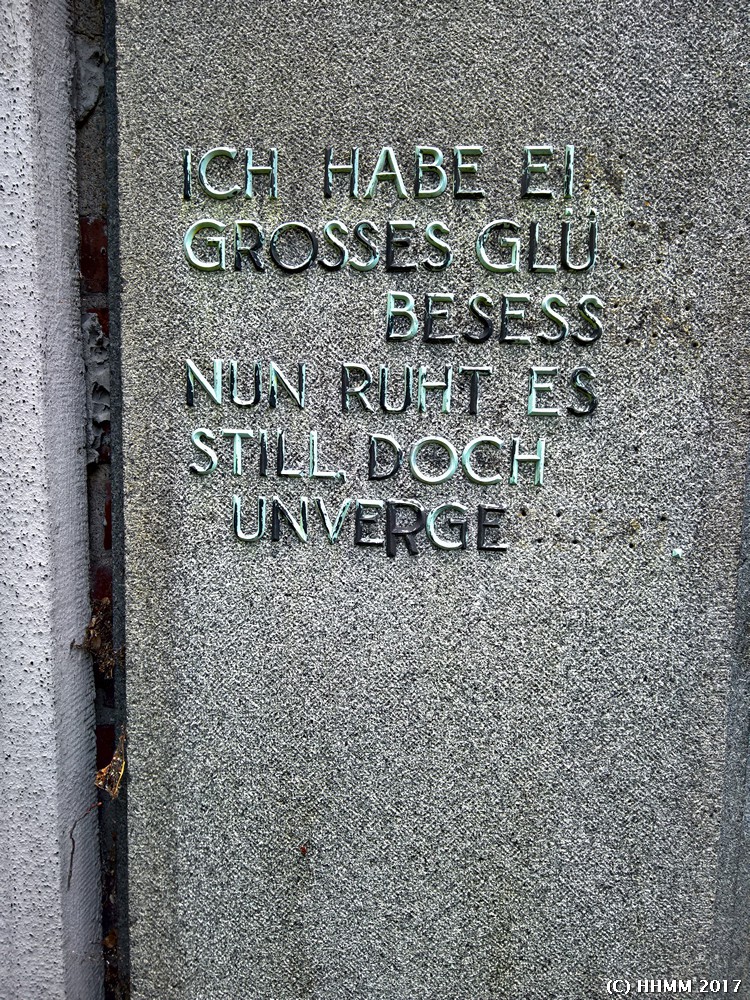 ICH HABE EI
GROSSES GLÜ
BESESS
NUN RUHT ES
STILL, DOCH
UNVERGE .
(C) HHMM 2017